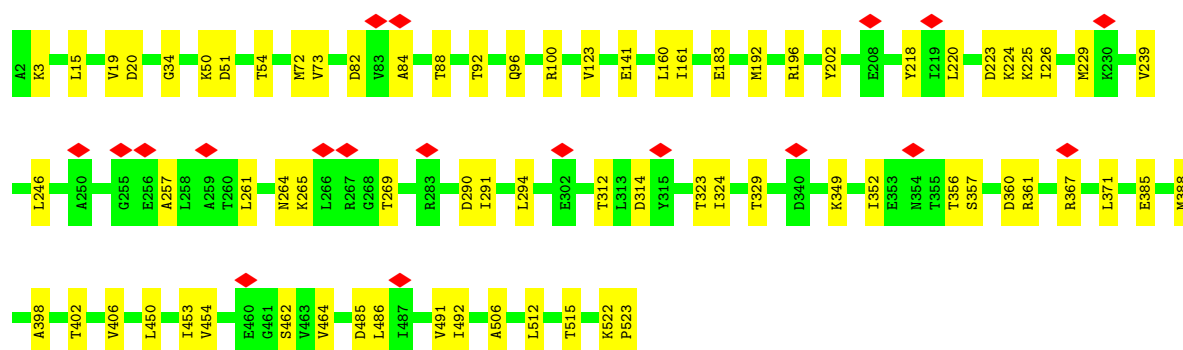 A2 K3 L15 V19 D20 G34 K50 D51 T54 M72 V73 D82 V83 A84 T88 T92 Q96 R100 V123 E141 L160 I161 E183 M192 R196 Y202 E208 Y218 I219 L220 D223 K224 K225 I226 M229 K230 V239
L246 A250 G255 E256 A257 L258 A259 T260 L261 N264 K265 L266 R267 G268 T269 R283 D290 I291 L294 E302 T312 L313 D314 Y315 T323 I324 T329 D340 K349 I352 E353 N354 T355 T356 S357 D360 R361 R367 L371 E385 M388
A398 T402 V406 L450 I453 V454 E460 G461 S462 V463 V464 D485 L486 I487 V491 I492 A506 L512 T515 K522 P523